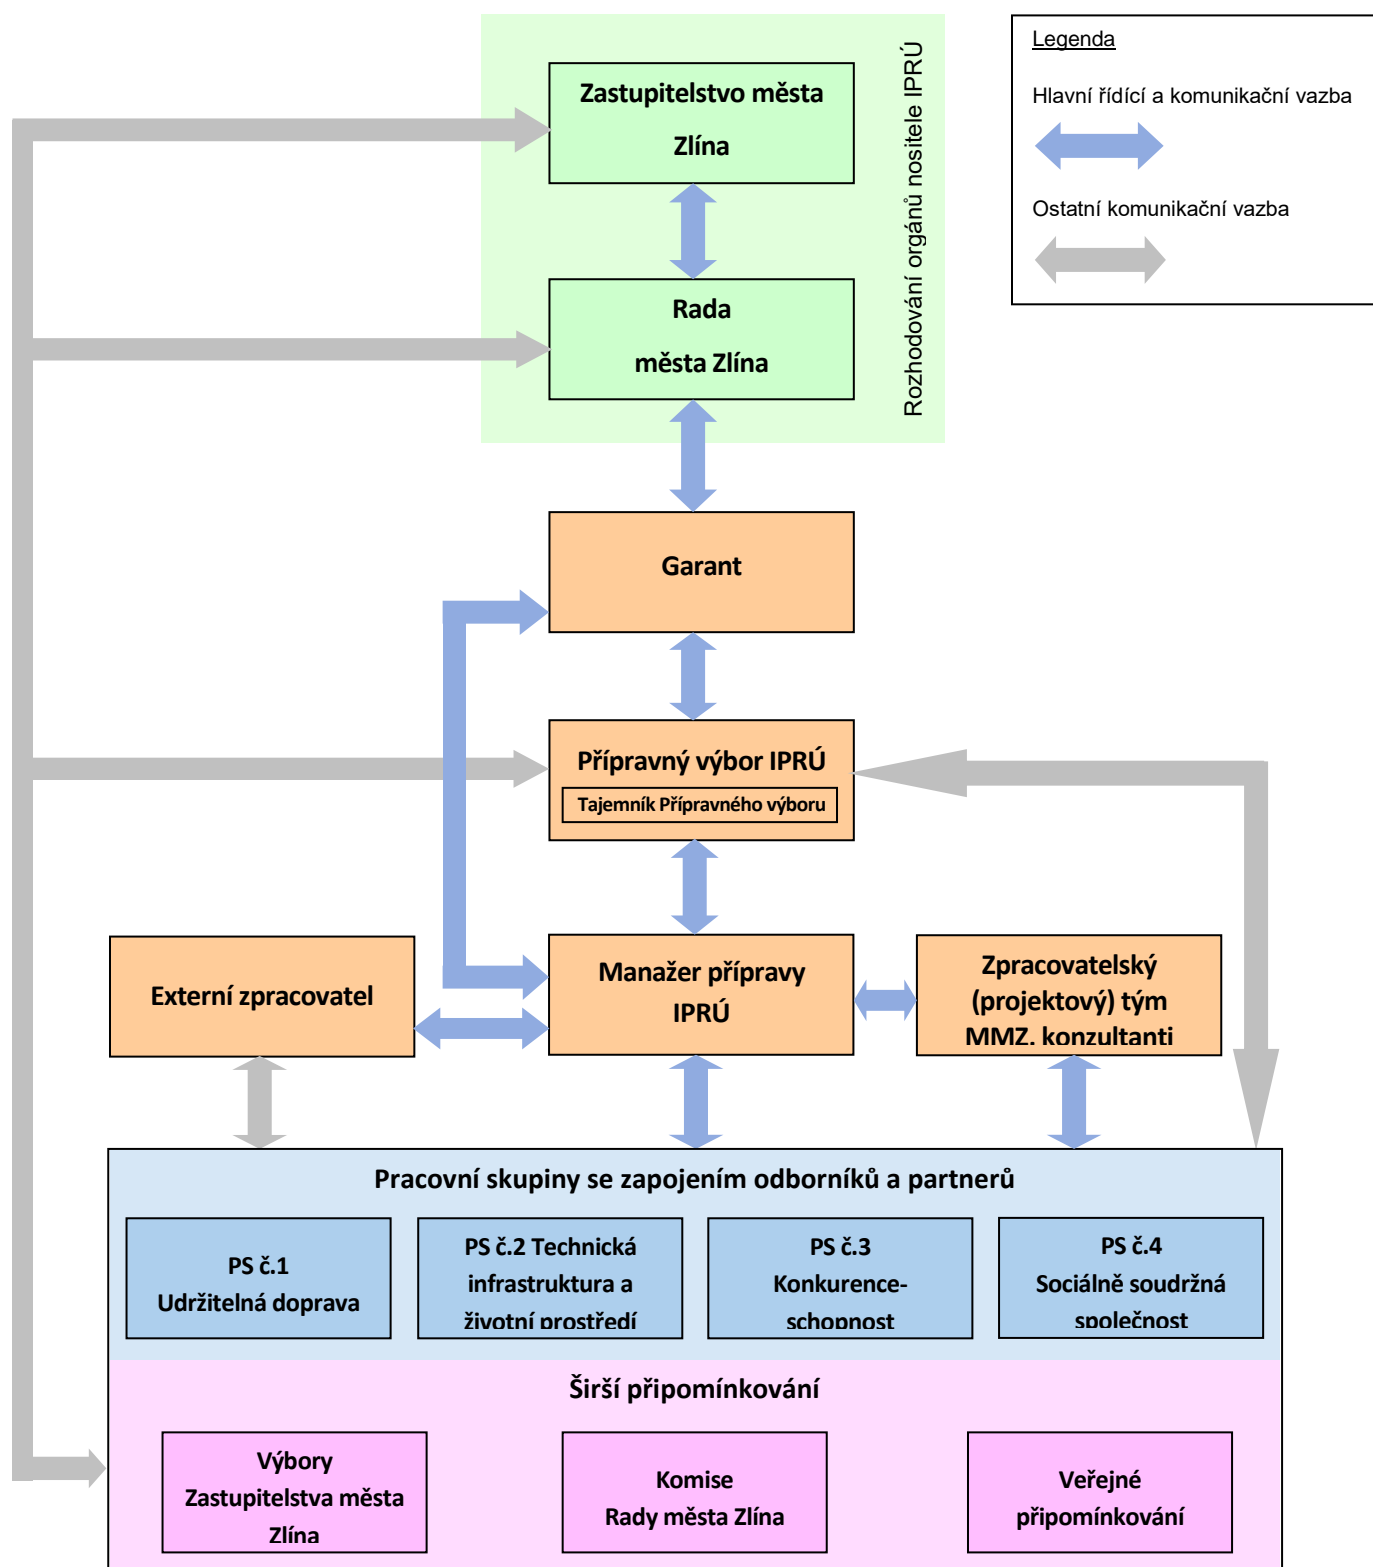 Legenda
Hlavní řídící a komunikační vazba
Ostatní komunikační vazba
Rozhodování orgánů nositele IPRÚ
Zastupitelstvo města
Zlína
Rada
města Zlína
Garant
Přípravný výbor IPRÚ
Tajemník Přípravného výboru
Externí zpracovatel
Manažer přípravy
IPRÚ
Zpracovatelský
(projektový) tým
MMZ, konzultanti
Pracovní skupiny se zapojením odborníků a partnerů
PS č.1
Udržitelná doprava
PS č.2 Technická
infrastruktura a
životní prostředí
PS č.3
Konkurence-
schopnost
PS č.4
Sociálně soudržná
společnost
Širší připomínkování
Výbory
Zastupitelstva města
Zlína
Komise
Rady města Zlína
Veřejné
připomínkování